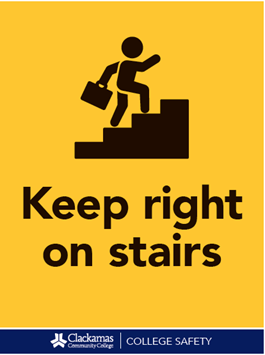 Keep right
on stairs
Clackamas
Community College
COLLEGE SAFETY